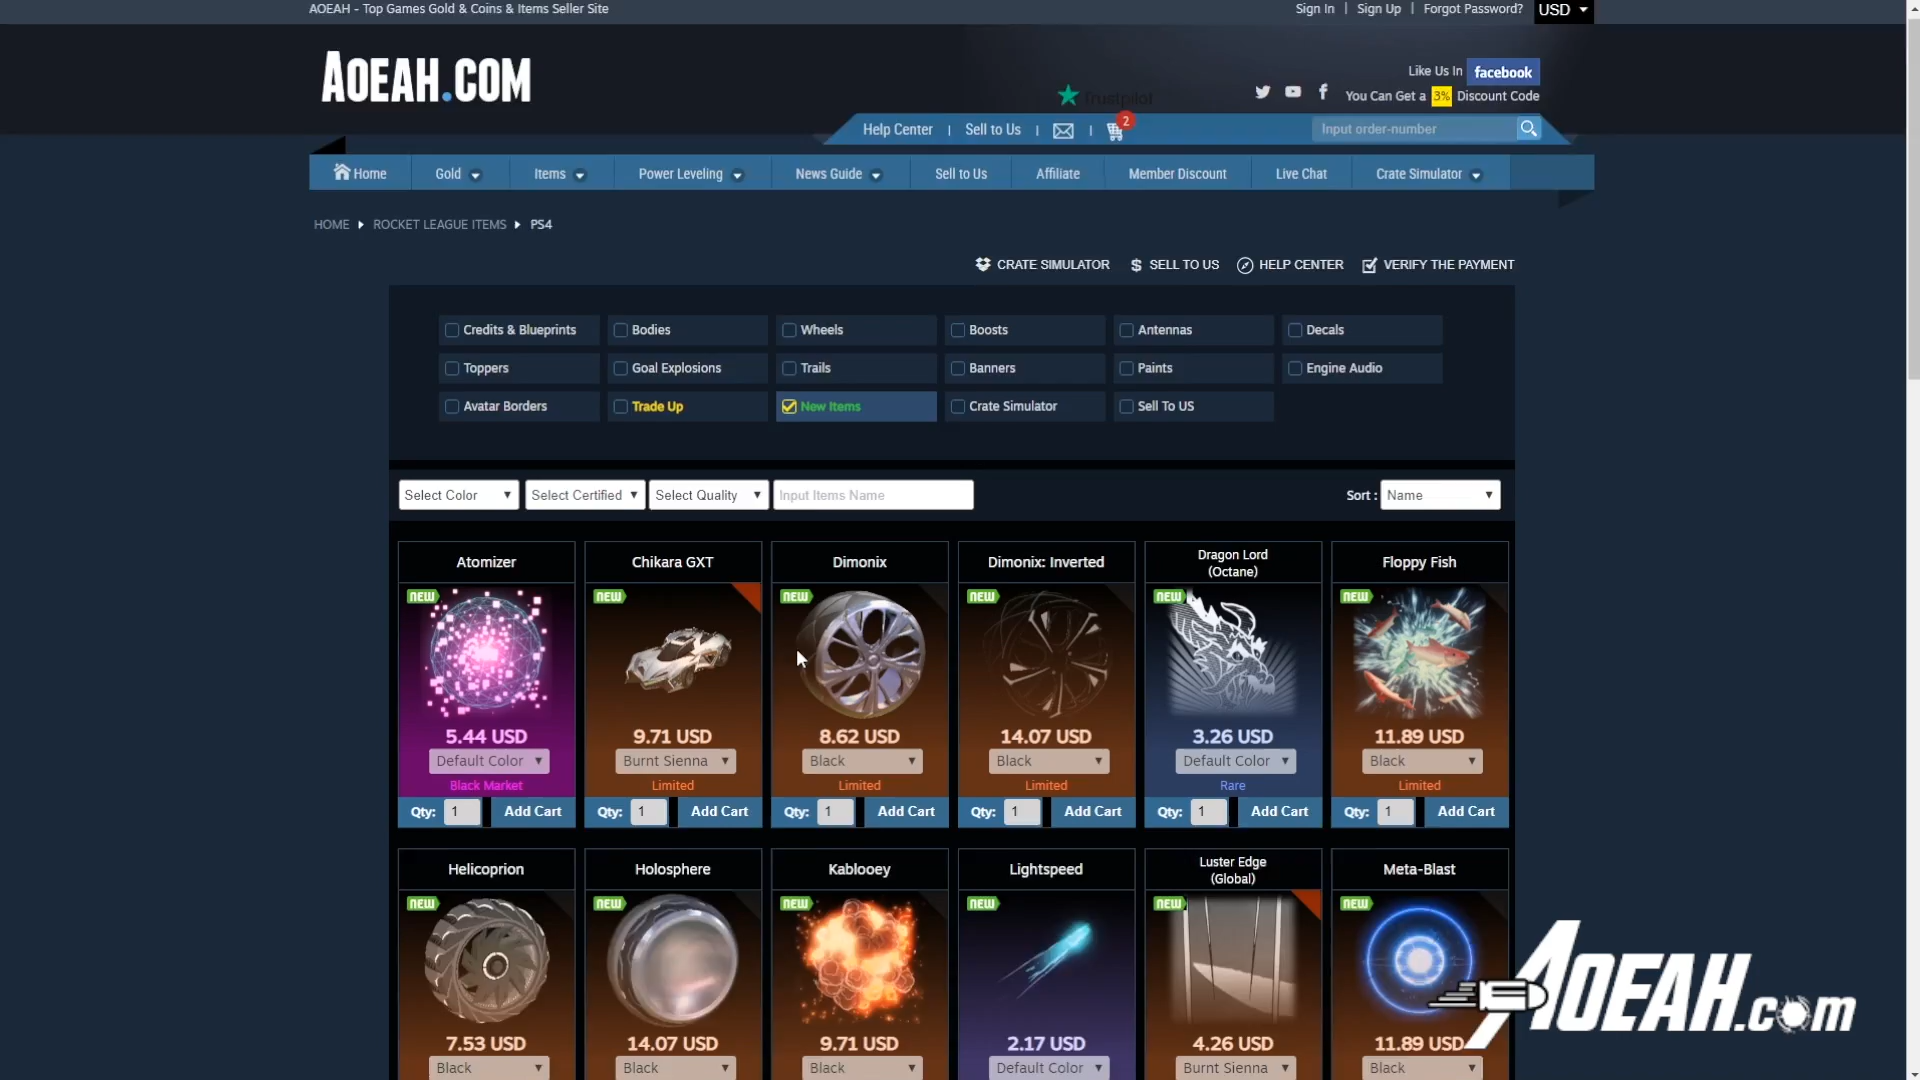 AOEAH - Top Games Gold & Coins & Items Seller Site
Sign In | Sign Up | Forgot Password? USD
AOEAH.COM
Like Us In facebook
Trustpilot
You Can Get a 3% Discount Code
Help Center | Sell to Us | | 2
Input order-number
Home Gold Items Power Leveling News Guide Sell to Us Affiliate Member Discount Live Chat Crate Simulator
HOME ROCKET LEAGUE ITEMS PS4
CRATE SIMULATOR $ SELL TO US HELP CENTER VERIFY THE PAYMENT
Credits & Blueprints Bodies Wheels Boosts Antennas Decals
Toppers Goal Explosions Trails Banners Paints Engine Audio
Avatar Borders Trade Up New Items Crate Simulator Sell To US
Select Color Select Certified Select Quality Input Items Name Sort : Name
Atomizer Chikara GXT Dimonix Dimonix: Inverted Dragon Lord (Octane) Floppy Fish
NEW NEW NEW NEW NEW NEW
5.44 USD 9.71 USD 8.62 USD 14.07 USD 3.26 USD 11.89 USD
Default Color Burnt Sienna Black Black Default Color Black
Black Market Limited Limited Limited Rare Limited
Qty: 1 Add Cart Qty: 1 Add Cart Qty: 1 Add Cart Qty: 1 Add Cart Qty: 1 Add Cart Qty: 1 Add Cart
Helicoprion Holosphere Kablooey Lightspeed Luster Edge (Global) Meta-Blast
NEW NEW NEW NEW NEW NEW
7.53 USD 14.07 USD 9.71 USD 2.17 USD 4.26 USD 11.89 USD
Black Black Black Default Color Burnt Sienna Black
AOEAH.com